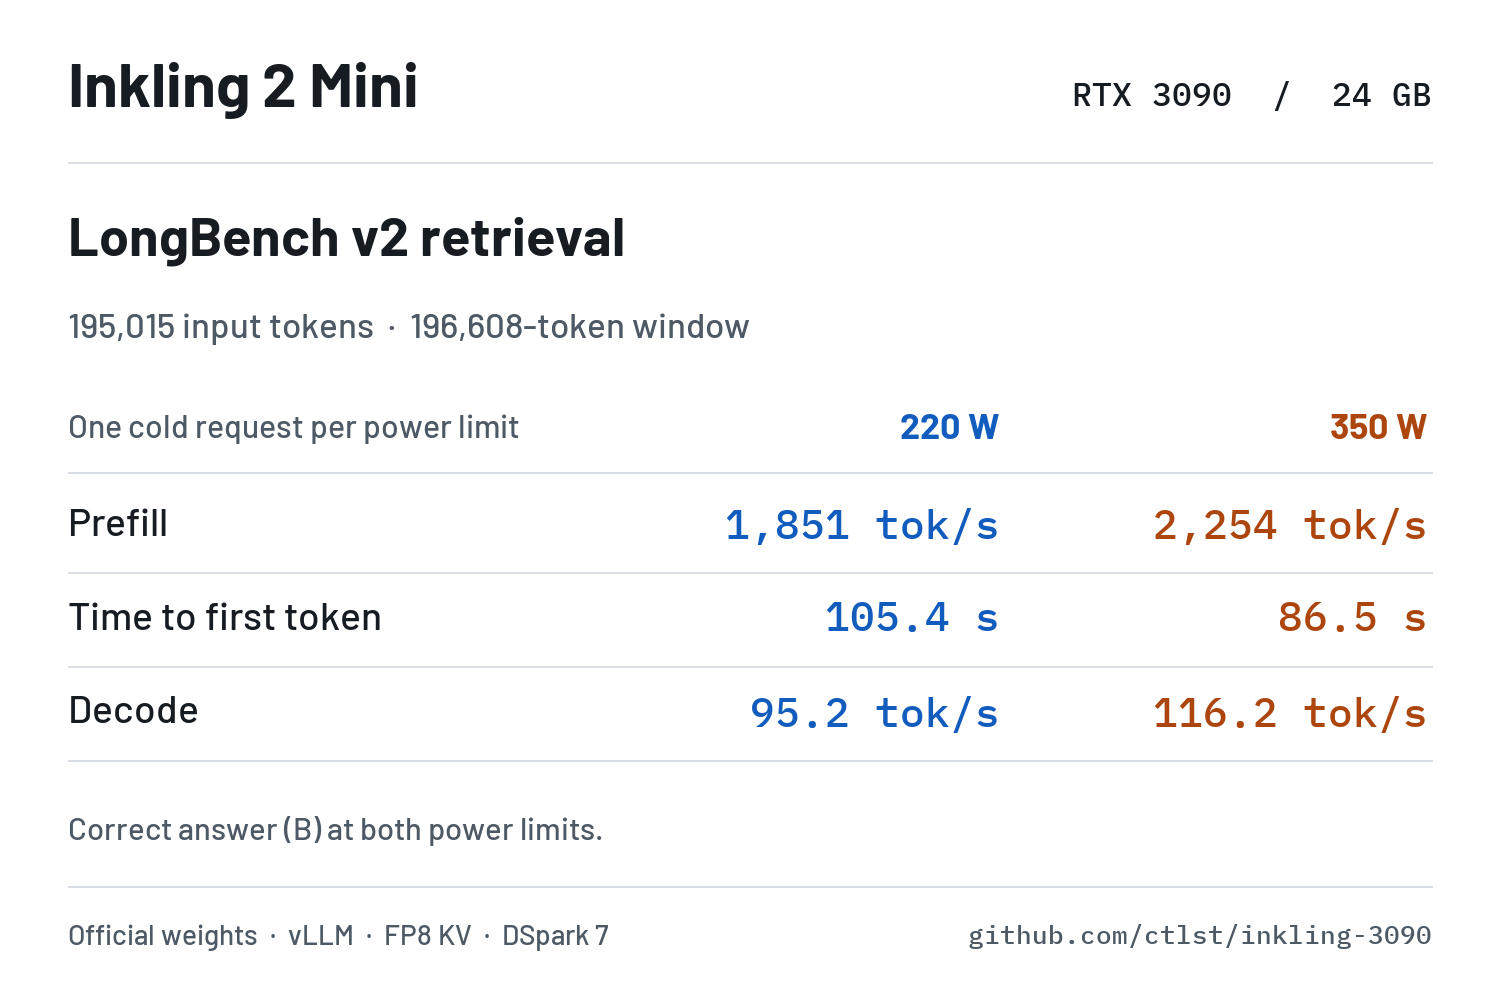 Inkling 2 Mini
RTX 3090 / 24 GB
LongBench v2 retrieval
195,015 input tokens · 196,608-token window
One cold request per power limit 220 W 350 W
Prefill 1,851 tok/s 2,254 tok/s
Time to first token 105.4 s 86.5 s
Decode 95.2 tok/s 116.2 tok/s
Correct answer (B) at both power limits.
Official weights · vLLM · FP8 KV · DSpark 7
github.com/ctlst/inkling-3090